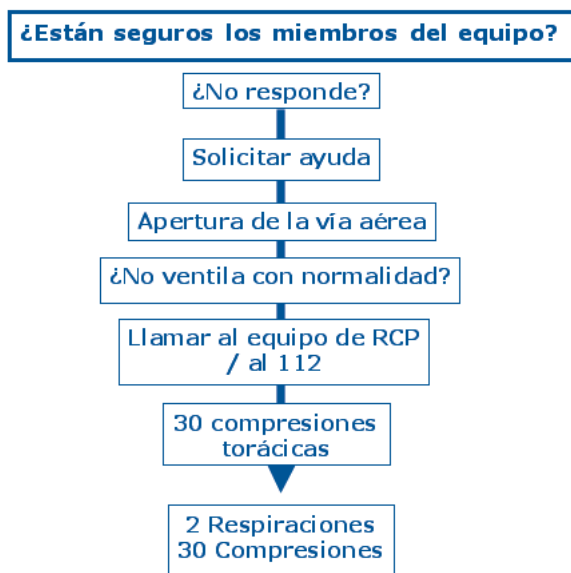 ¿Están seguros los miembros del equipo?
¿No responde?
Solicitar ayuda
Apertura de la vía aérea
¿No ventila con normalidad?
Llamar al equipo de RCP
/ al 112
30 compresiones
torácicas
2 Respiraciones
30 Compresiones